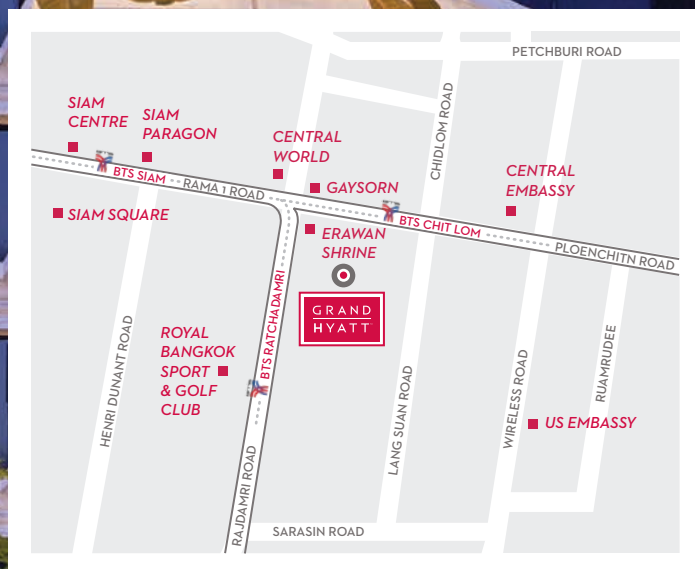 PETCHBURI ROAD
CHIDLOM ROAD
SIAM
CENTRE
SIAM
PARAGON
CENTRAL
WORLD
CENTRAL
EMBASSY
BTS SIAM
RAMA 1 ROAD
GAYSORN
SIAM SQUARE
BTS CHIT LOM
ERAWAN
SHRINE
PLOENCHITN ROAD
GRAND
HYATT
BTS RATCHADAMRI
ROYAL
BANGKOK
SPORT
& GOLF
CLUB
HENRI DUNANT ROAD
LANG SUAN ROAD
WIRELESS ROAD
RUAMRUDEE
US EMBASSY
RAJDAMRI ROAD
SARASIN ROAD